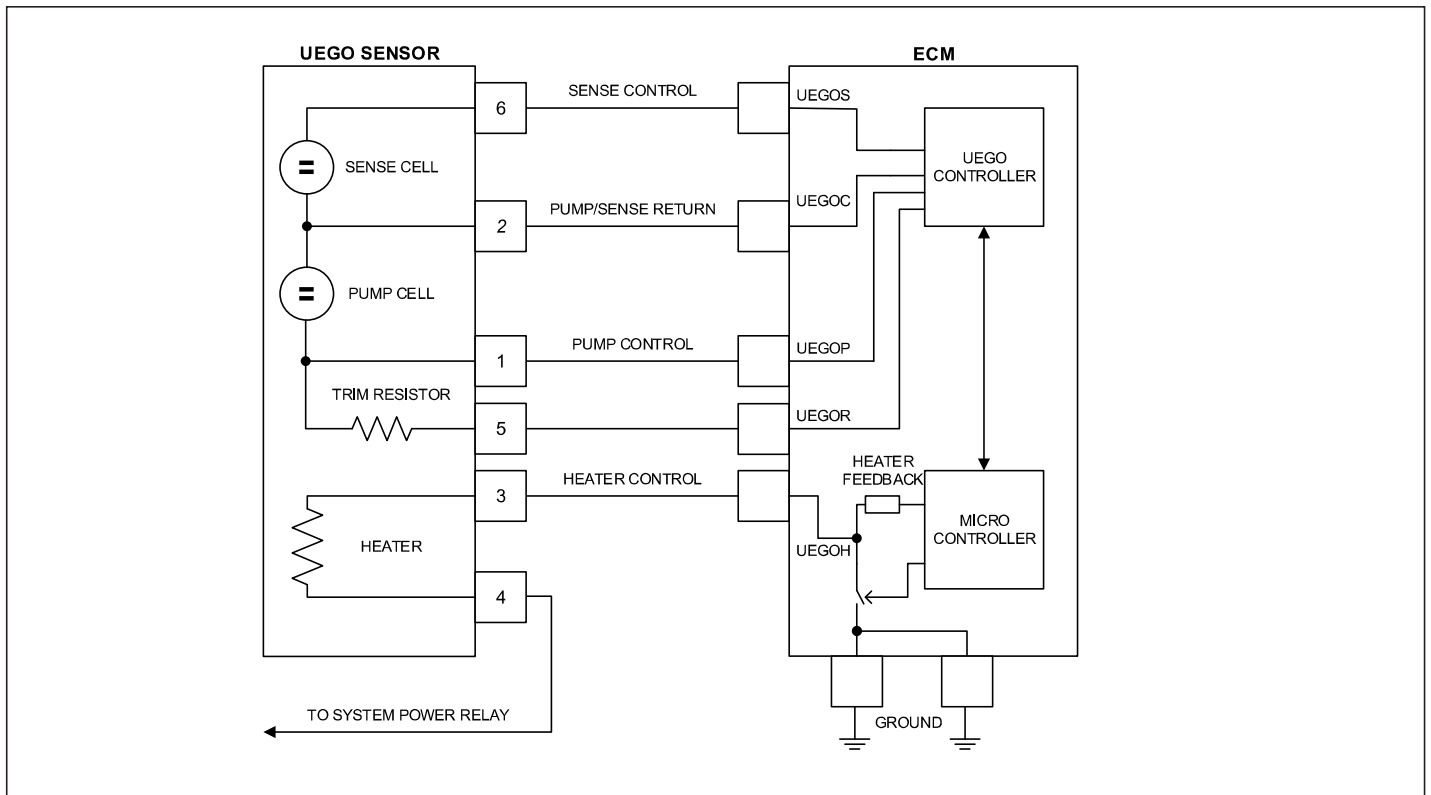 UEGO SENSOR
ECM
6
SENSE CONTROL
UEGOS
SENSE CELL
UEGO
CONTROLLER
2
PUMP/SENSE RETURN
UEGOC
PUMP CELL
1
PUMP CONTROL
UEGOP
TRIM RESISTOR
5
UEGOR
3
HEATER CONTROL
HEATER
FEEDBACK
MICRO
CONTROLLER
UEGOH
HEATER
4
TO SYSTEM POWER RELAY
GROUND